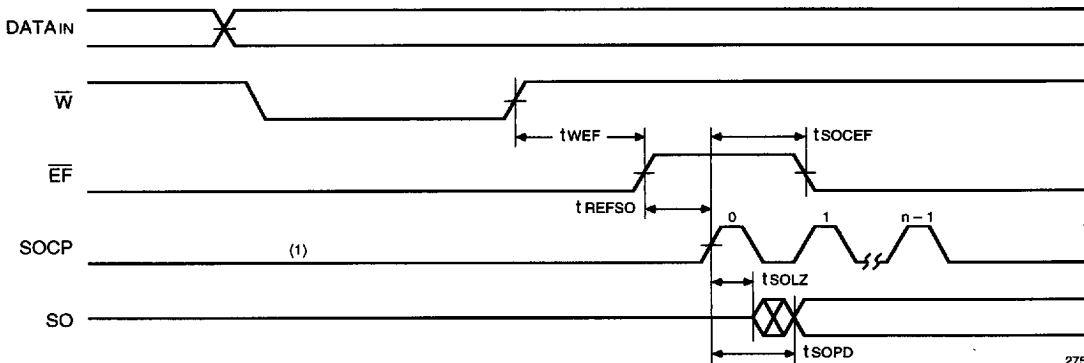 DATAIN
W
tWEF
tSOCEF
EF
tREFSO
0 1 n – 1
SOCP (1)
tSOLZ
SO
tSOPD
275